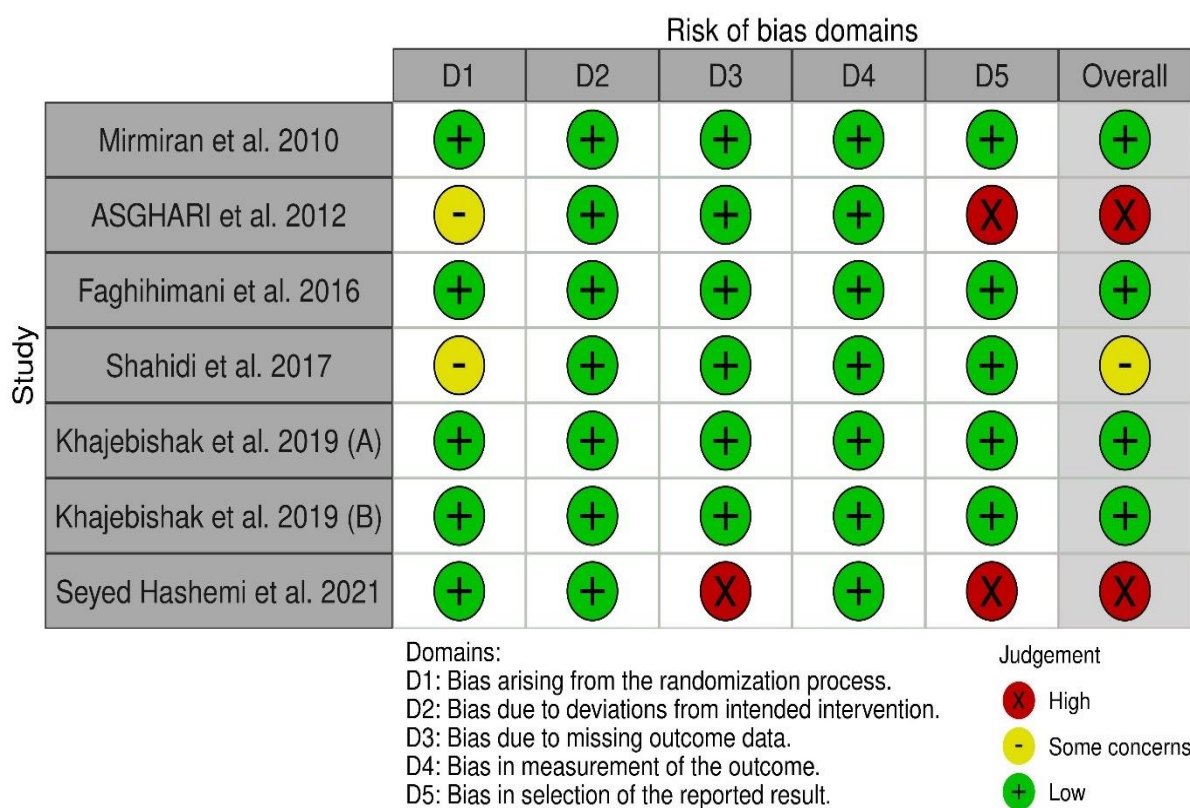 Risk of bias domains
D1 D2 D3 D4 D5 Overall
Study
Mirmiran et al. 2010 + + + + + +
ASGHARI et al. 2012 - + + + X X
Faghihimani et al. 2016 + + + + + +
Shahidi et al. 2017 - + + + + -
Khajebishak et al. 2019 (A) + + + + + +
Khajebishak et al. 2019 (B) + + + + + +
Seyed Hashemi et al. 2021 + + X + X X
Domains:
D1: Bias arising from the randomization process.
D2: Bias due to deviations from intended intervention.
D3: Bias due to missing outcome data.
D4: Bias in measurement of the outcome.
D5: Bias in selection of the reported result.
Judgement
X High
- Some concerns
+ Low